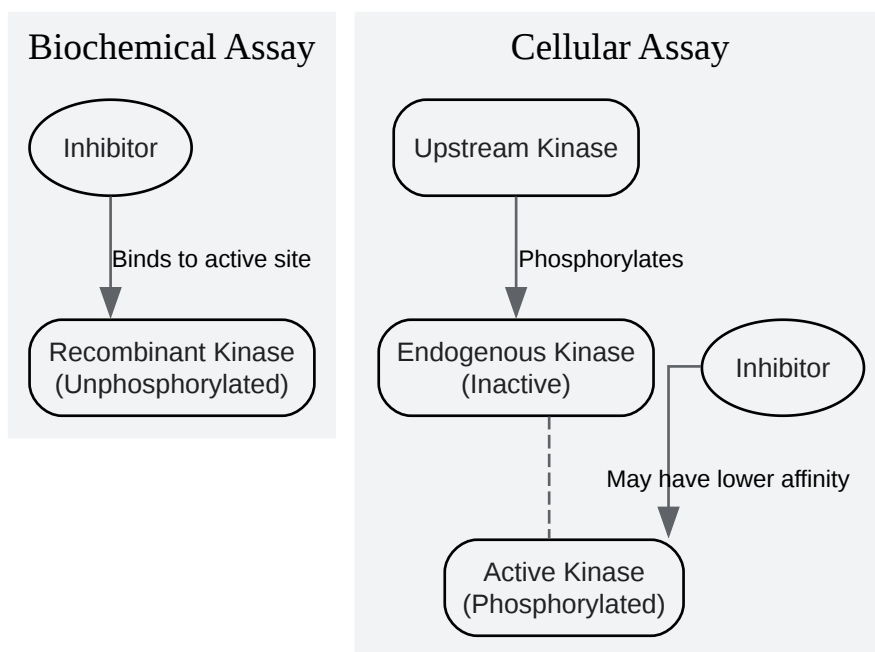 Biochemical Assay
Inhibitor
Binds to active site
Recombinant Kinase
(Unphosphorylated)
Cellular Assay
Upstream Kinase
Phosphorylates
Endogenous Kinase
(Inactive)
Inhibitor
May have lower affinity
Active Kinase
(Phosphorylated)